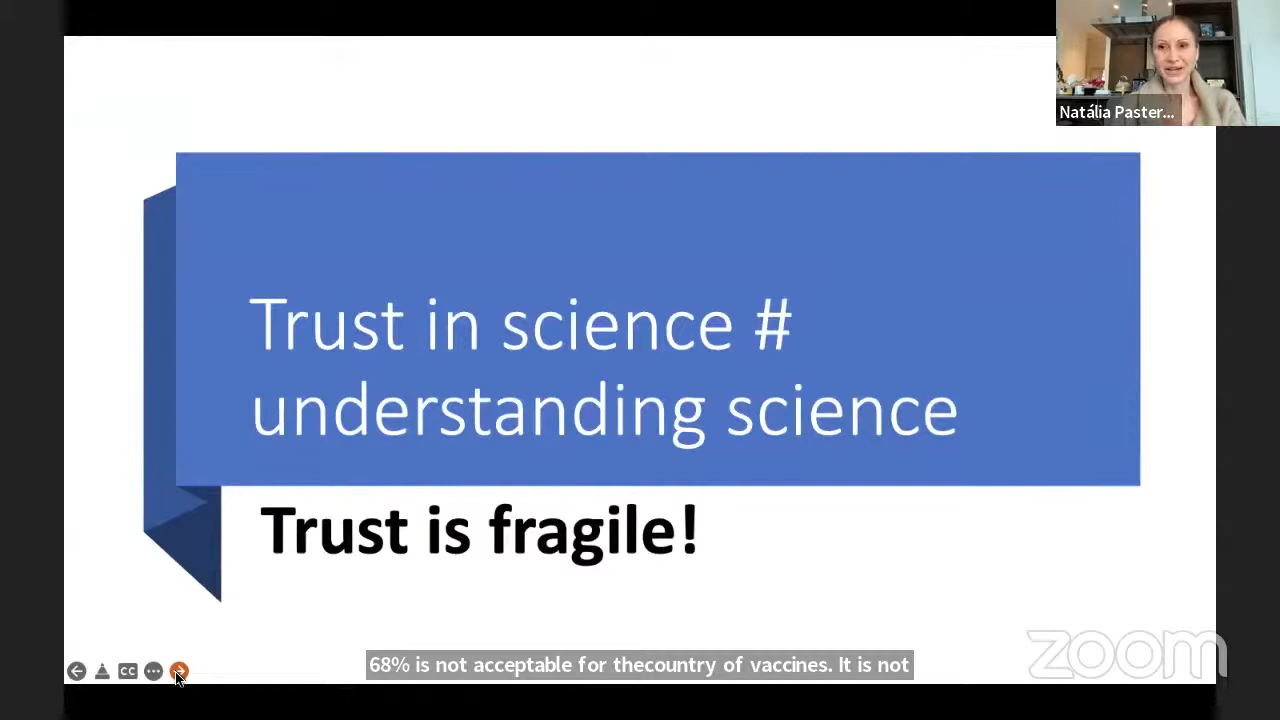 Natália Paster...
Trust in science #
understanding science
Trust is fragile!
CC
68% is not acceptable for thecountry of vaccines. It is not
zoom